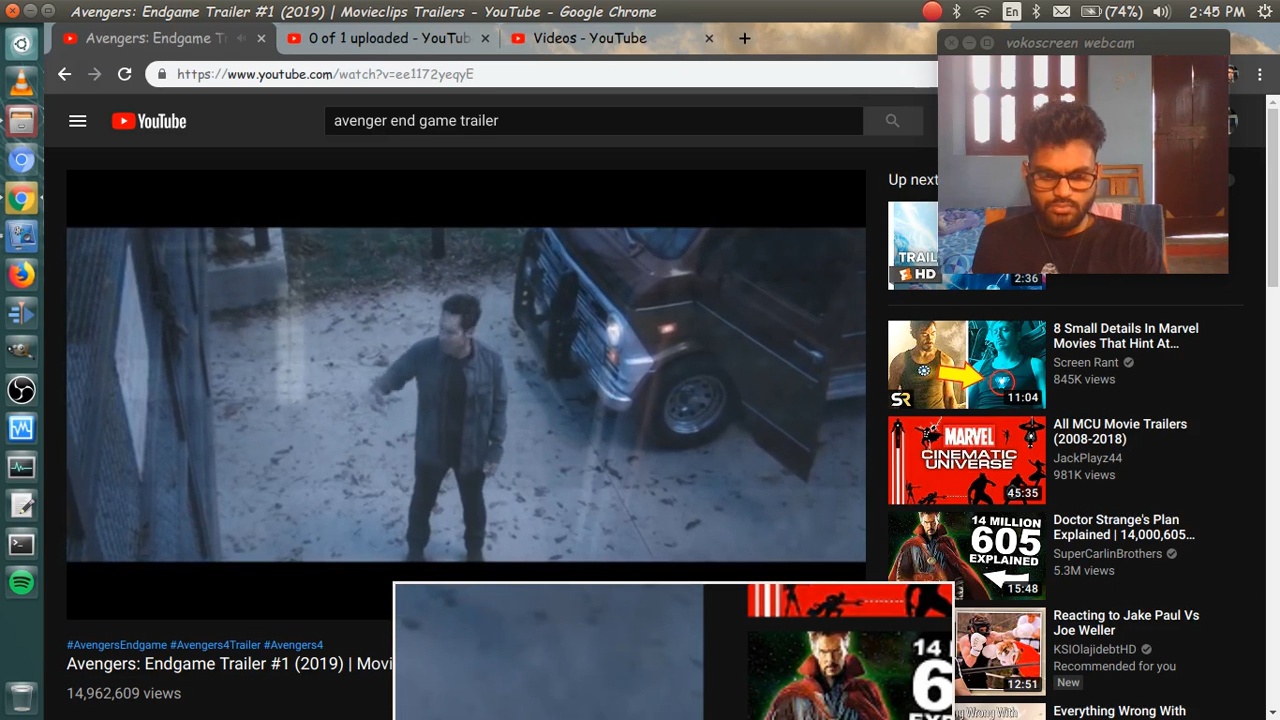 Avengers: Endgame Trailer #1 (2019) | Movieclips Trailers - YouTube - Google Chrome
En
(74%)
2:45 PM
Avengers: Endgame Tr
0 of 1 uploaded - YouTub
Videos - YouTube
vokoscreen webcam
https://www.youtube.com/watch?v=ee1172yeqyE
YouTube
avenger end game trailer
Up next
TRAIL
HD
2:36
8 Small Details In Marvel
Movies That Hint At...
Screen Rant
845K views
SR
11:04
All MCU Movie Trailers
(2008-2018)
JackPlayz44
981K views
MARVEL
CINEMATIC
UNIVERSE
45:35
Doctor Strange's Plan
Explained | 14,000,605...
SuperCarlinBrothers
5.3M views
14 MILLION
605
EXPLAINED
15:48
Reacting to Jake Paul Vs
Joe Weller
KSIOlajidebtHD
Recommended for you
New
12:51
Everything Wrong With
ng Wrong With
#AvengersEndgame #Avengers4Trailer #Avengers4
Avengers: Endgame Trailer #1 (2019) | Movi
14,962,609 views
14
6